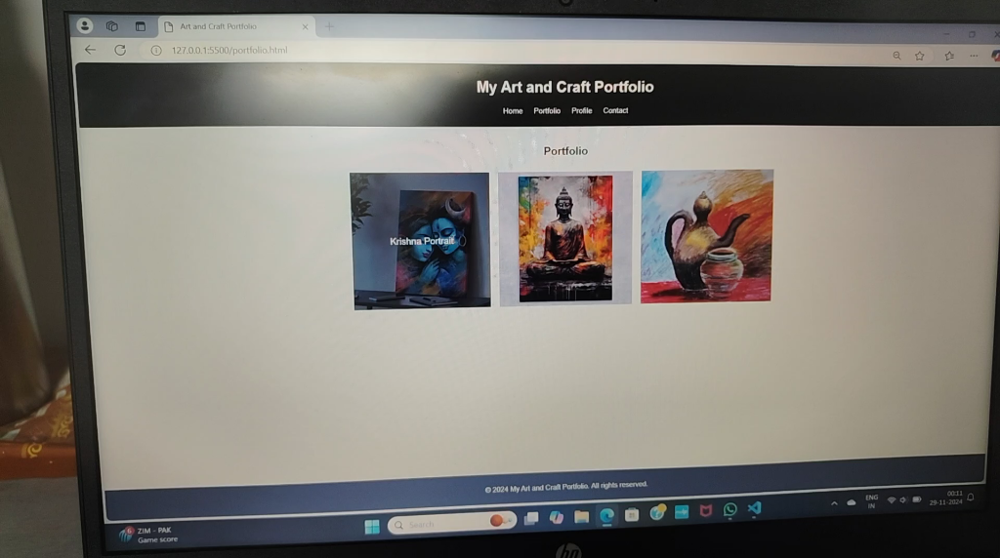 Art and Craft Portfolio
127.0.0.1:5500/portfolio.html
My Art and Craft Portfolio
Home Portfolio Profile Contact
Portfolio
Krishna Portrait
© 2024 My Art and Craft Portfolio. All rights reserved.
ZIM - PAK
Game score
Search
ENG
IN
00:11
29-11-2024
hp